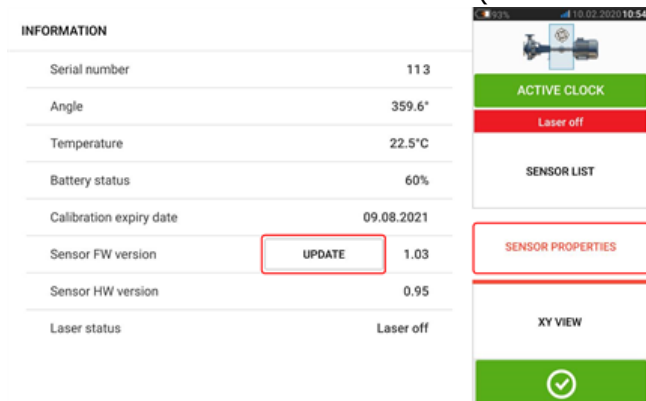 93% 10.02.2020 10:54
INFORMATION
Serial number 113
Angle 359.6°
Temperature 22.5°C
Battery status 60%
Calibration expiry date 09.08.2021
Sensor FW version UPDATE 1.03
Sensor HW version 0.95
Laser status Laser off
ACTIVE CLOCK
Laser off
SENSOR LIST
SENSOR PROPERTIES
XY VIEW